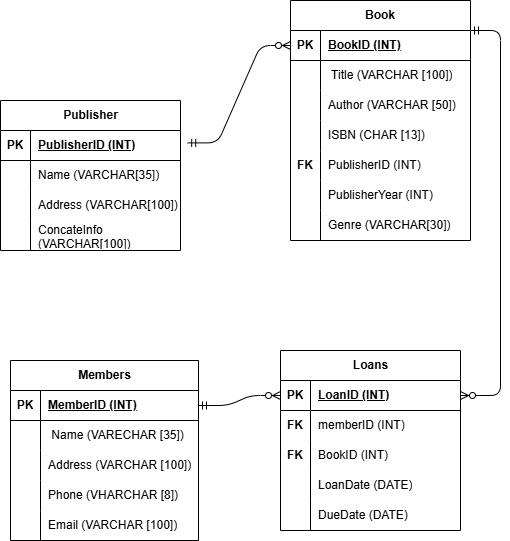 Book
PK BookID (INT)
Title (VARCHAR [100])
Author (VARCHAR [50])
ISBN (CHAR [13])
FK PublisherID (INT)
PublisherYear (INT)
Genre (VARCHAR[30])
Publisher
PK PublisherID (INT)
Name (VARCHAR[35])
Address (VARCHAR[100])
ConcateInfo
(VARCHAR[100])
Members
PK MemberID (INT)
Name (VARECHAR [35])
Address (VARCHAR [100])
Phone (VHARCHAR [8])
Email (VARCHAR [100])
Loans
PK LoanID (INT)
FK memberID (INT)
FK BookID (INT)
LoanDate (DATE)
DueDate (DATE)